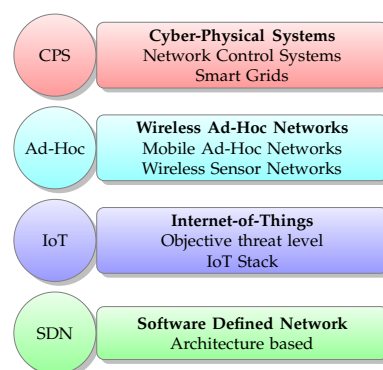 CPS
Cyber-Physical Systems
Network Control Systems
Smart Grids
Ad-Hoc
Wireless Ad-Hoc Networks
Mobile Ad-Hoc Networks
Wireless Sensor Networks
IoT
Internet-of-Things
Objective threat level
IoT Stack
SDN
Software Defined Network
Architecture based